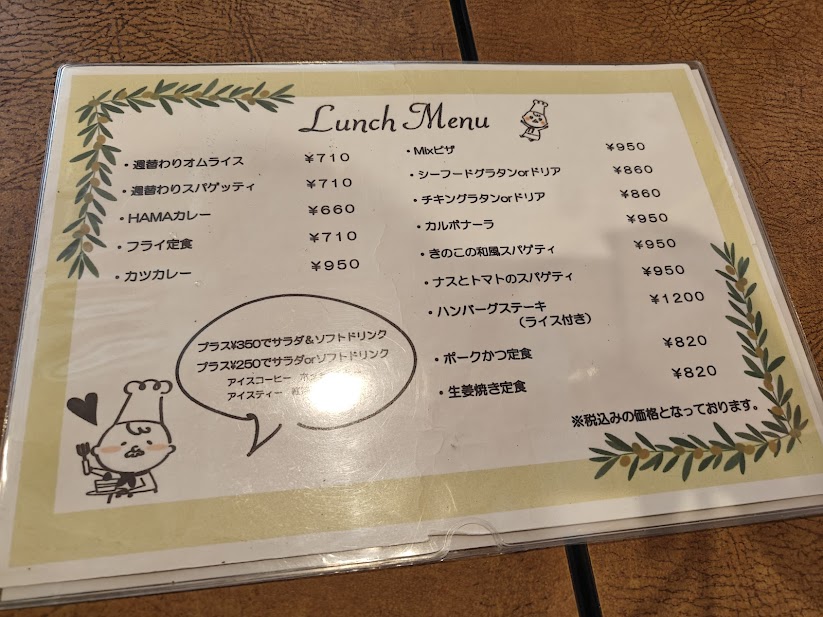 Lunch Menu
・週替わりオムライス ¥710
・週替わりスパゲッティ ¥710
・HAMAカレー ¥660
・フライ定食 ¥710
・カツカレー ¥950
プラス¥350でサラダ&ソフトドリンク
プラス¥250でサラダorソフトドリンク
アイスコーヒー
アイスティー
・Mixピザ ¥950
・シーフードグラタンorドリア ¥860
・チキングラタンorドリア ¥860
・カルボナーラ ¥950
・きのこの和風スパゲティ ¥950
・ナスとトマトのスパゲティ ¥950
・ハンバーグステーキ ¥1200
(ライス付き)
・ポークかつ定食 ¥820
・生姜焼き定食 ¥820
※税込みの価格となっております。